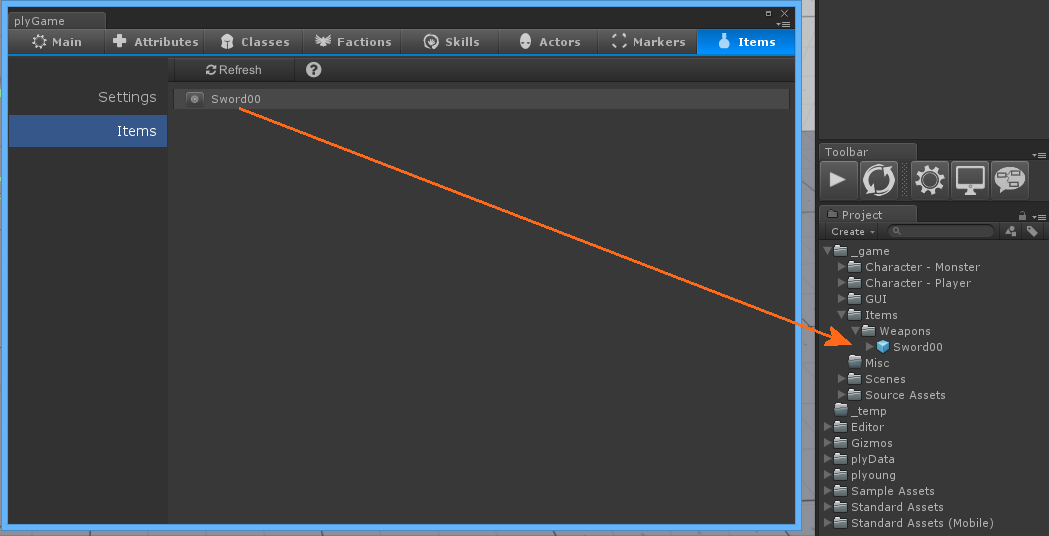 plyGame
Main Attributes Classes Factions Skills Actors Markers Items
Refresh ?
Settings
Sword00
Items
Toolbar
Project
Create
_game
Character - Monster
Character - Player
GUI
Items
Weapons
Sword00
Misc
Scenes
Source Assets
_temp
Editor
Gizmos
plyData
plyoung
Sample Assets
Standard Assets
Standard Assets (Mobile)